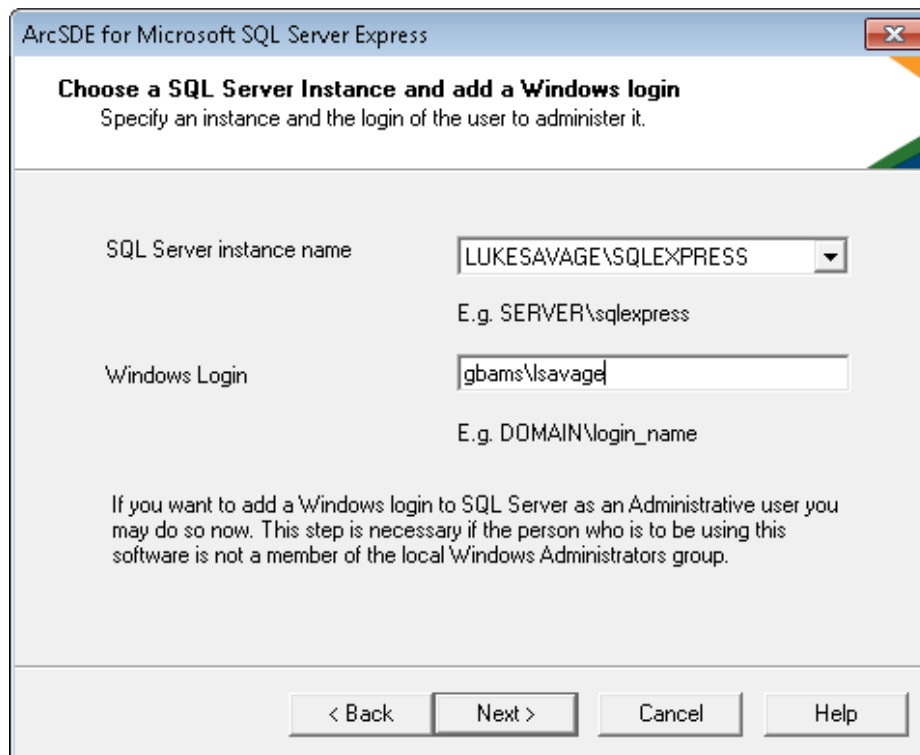 ArcSDE for Microsoft SQL Server Express
Choose a SQL Server Instance and add a Windows login
Specify an instance and the login of the user to administer it.
SQL Server instance name
LUKESAVAGE\SQLEXPRESS
E.g. SERVER\sqlexpress
Windows Login
gbams\lsavage
E.g. DOMAIN\login_name
If you want to add a Windows login to SQL Server as an Administrative user you
may do so now. This step is necessary if the person who is to be using this
software is not a member of the local Windows Administrators group.
< Back
Next >
Cancel
Help